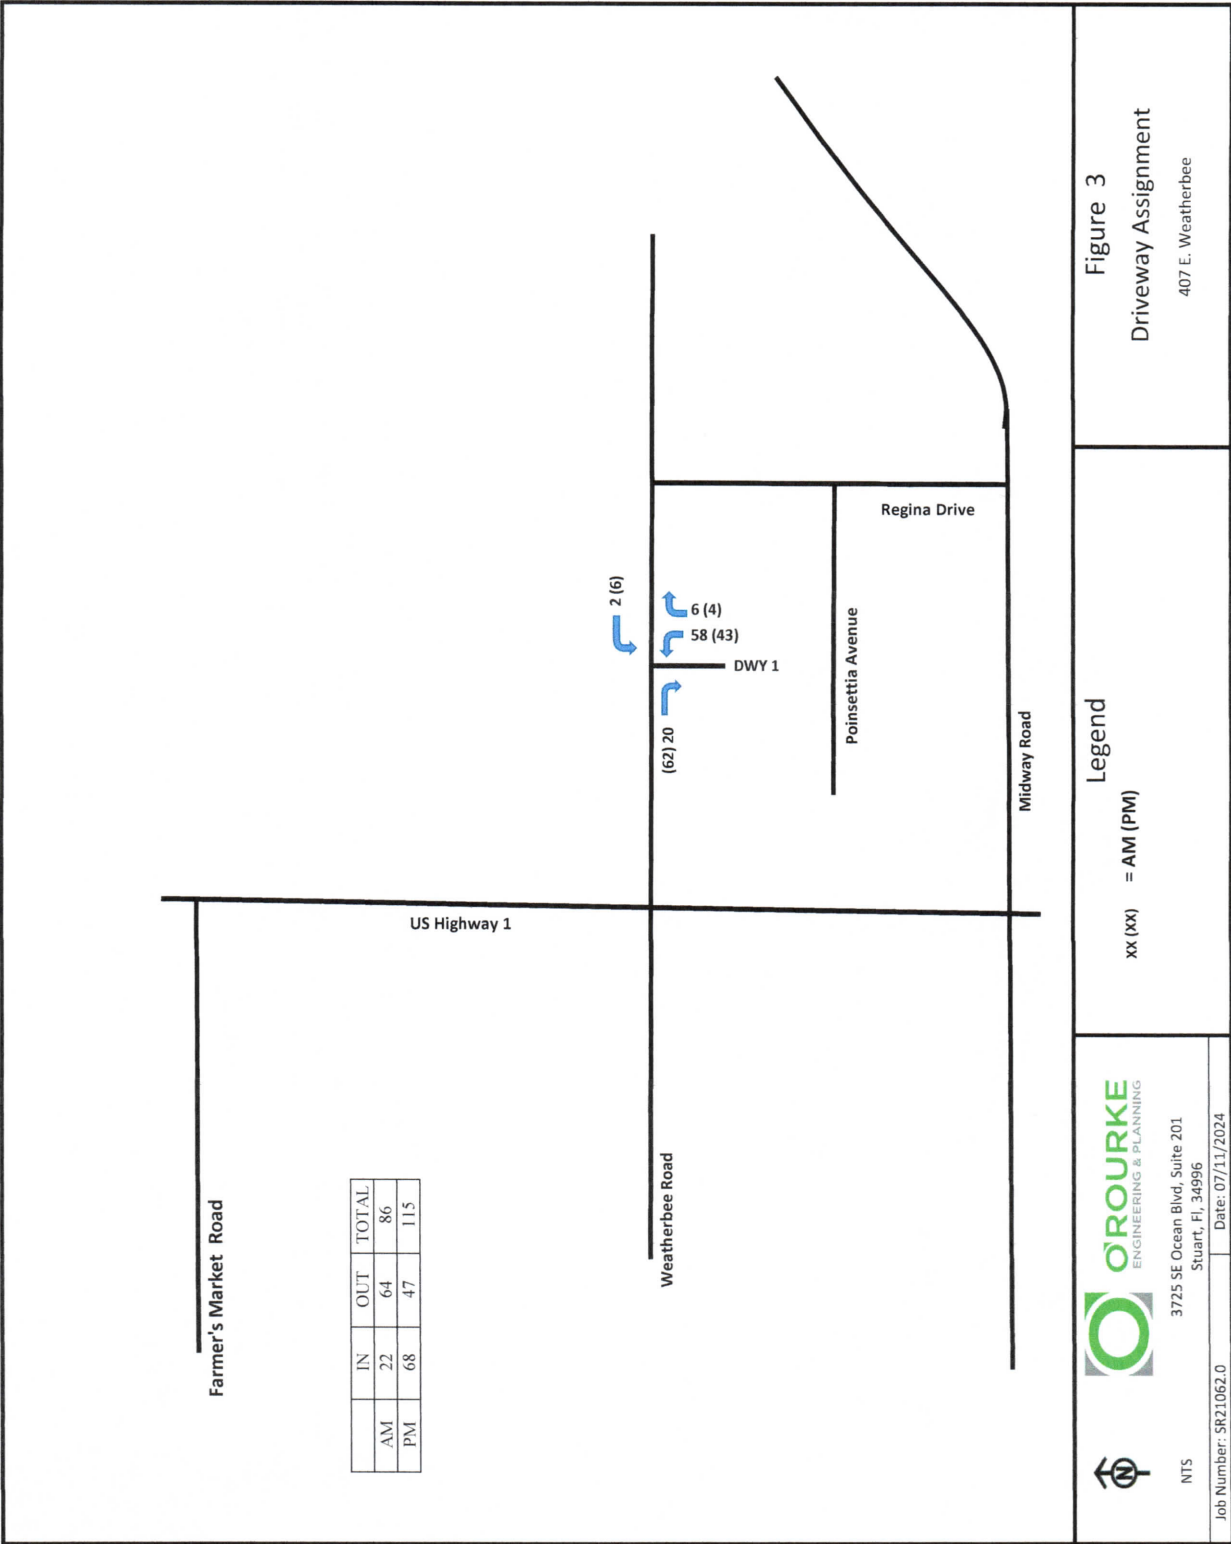 Farmer's Market Road
US Highway 1
IN OUT TOTAL
AM 22 64 86
PM 68 47 115
2 (6)
(62) 20
6 (4)
58 (43)
DWY 1
Weatherbee Road
Poinsettia Avenue
Regina Drive
Midway Road
N
NTS
O'ROURKE
ENGINEERING & PLANNING
3725 SE Ocean Blvd, Suite 201
Stuart, Fl, 34996
Job Number: SR21062.0
Date: 07/11/2024
Legend
xx (xx) = AM (PM)
Figure 3
Driveway Assignment
407 E. Weatherbee